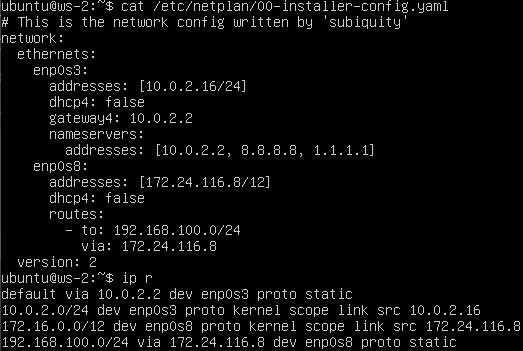 ubuntu@ws-2:~$ cat /etc/netplan/00-installer-config.yaml
# This is the network config written by 'subiquity'
network:
  ethernets:
    enp0s3:
      addresses: [10.0.2.16/24]
      dhcp4: false
      gateway4: 10.0.2.2
      nameservers:
        addresses: [10.0.2.2, 8.8.8.8, 1.1.1.1]
    enp0s8:
      addresses: [172.24.116.8/12]
      dhcp4: false
      routes:
        - to: 192.168.100.0/24
          via: 172.24.116.8
  version: 2
ubuntu@ws-2:~$ ip r
default via 10.0.2.2 dev enp0s3 proto static
10.0.2.0/24 dev enp0s3 proto kernel scope link src 10.0.2.16
172.16.0.0/12 dev enp0s8 proto kernel scope link src 172.24.116.8
192.168.100.0/24 via 172.24.116.8 dev enp0s8 proto static